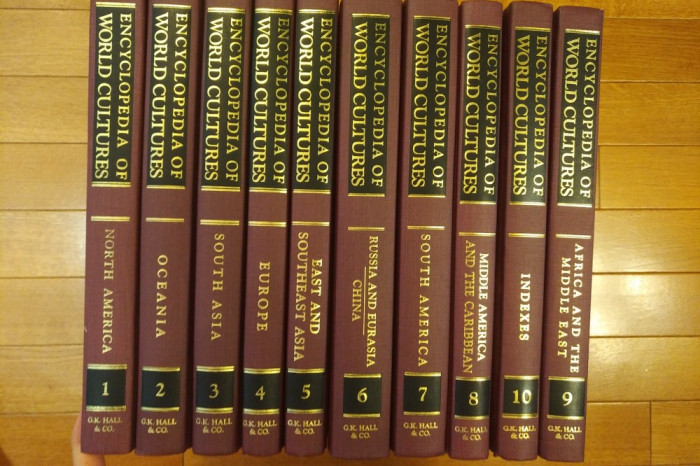 ENCYCLOPEDIA OF
WORLD CULTURES
NORTH AMERICA
1
G.K. HALL
& CO.
ENCYCLOPEDIA OF
WORLD CULTURES
OCEANIA
2
G.K. HALL
& CO.
ENCYCLOPEDIA OF
WORLD CULTURES
SOUTH ASIA
3
G.K. HALL
& CO.
ENCYCLOPEDIA OF
WORLD CULTURES
EUROPE
4
G.K. HALL
& CO.
ENCYCLOPEDIA OF
WORLD CULTURES
EAST AND
SOUTHEAST ASIA
5
G.K. HALL
& CO.
ENCYCLOPEDIA OF
WORLD CULTURES
RUSSIA AND EURASIA
CHINA
6
G.K. HALL
& CO.
ENCYCLOPEDIA OF
WORLD CULTURES
SOUTH AMERICA
7
G.K. HALL
& CO.
ENCYCLOPEDIA OF
WORLD CULTURES
MIDDLE AMERICA
AND THE CARIBBEAN
8
G.K. HALL
& CO.
ENCYCLOPEDIA OF
WORLD CULTURES
INDEXES
10
G.K. HALL
& CO.
ENCYCLOPEDIA OF
WORLD CULTURES
AFRICA AND THE
MIDDLE EAST
9
G.K. HALL
& CO.